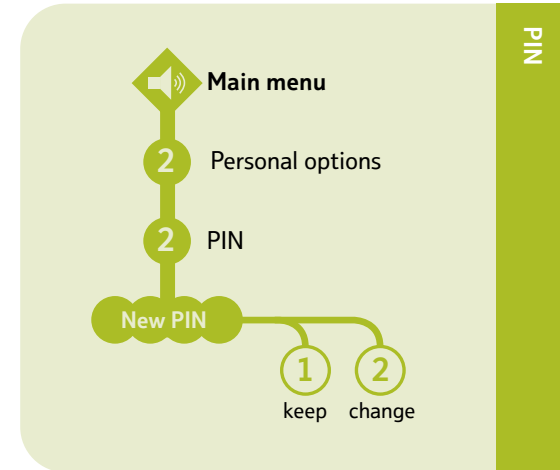 PIN
Main menu
2 Personal options
2 PIN
New PIN
1 2
keep change